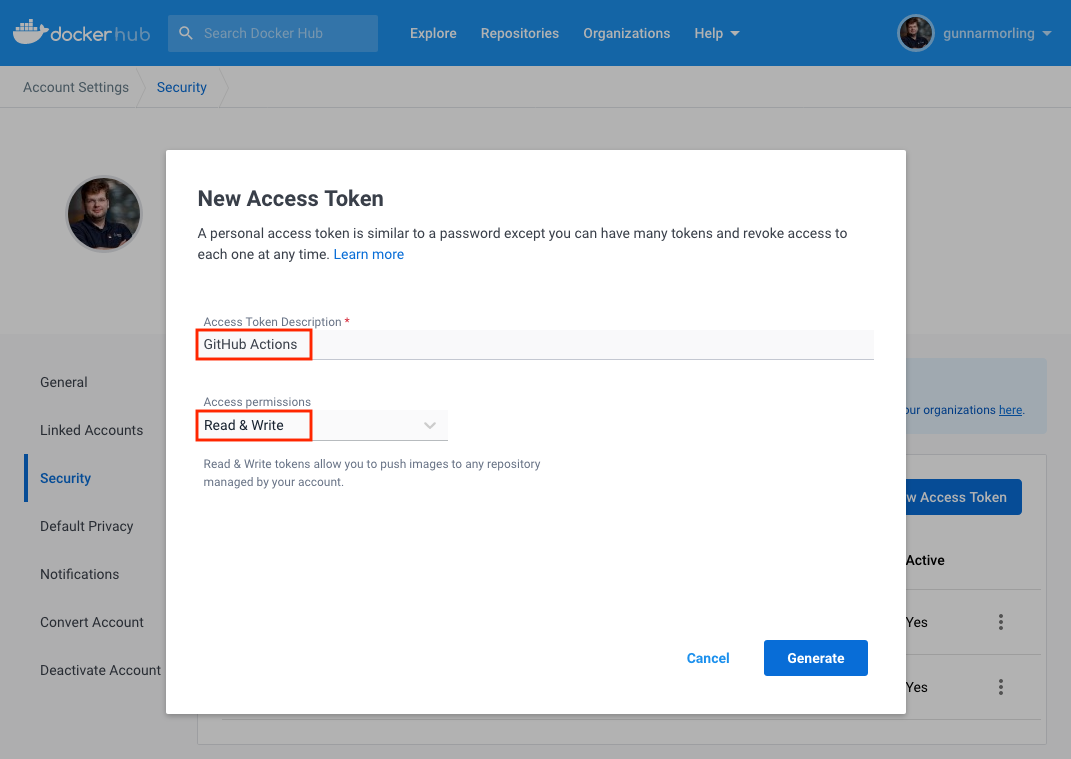 docker hub
Search Docker Hub
Explore
Repositories
Organizations
Help
gunnarmorling
Account Settings
Security
New Access Token
A personal access token is similar to a password except you can have many tokens and revoke access to
each one at any time. Learn more
Access Token Description *
GitHub Actions
Access permissions
Read & Write
Read & Write tokens allow you to push images to any repository
managed by your account.
Cancel
Generate
General
Linked Accounts
Security
Default Privacy
Notifications
Convert Account
Deactivate Account
our organizations here.
w Access Token
Active
Yes
Yes